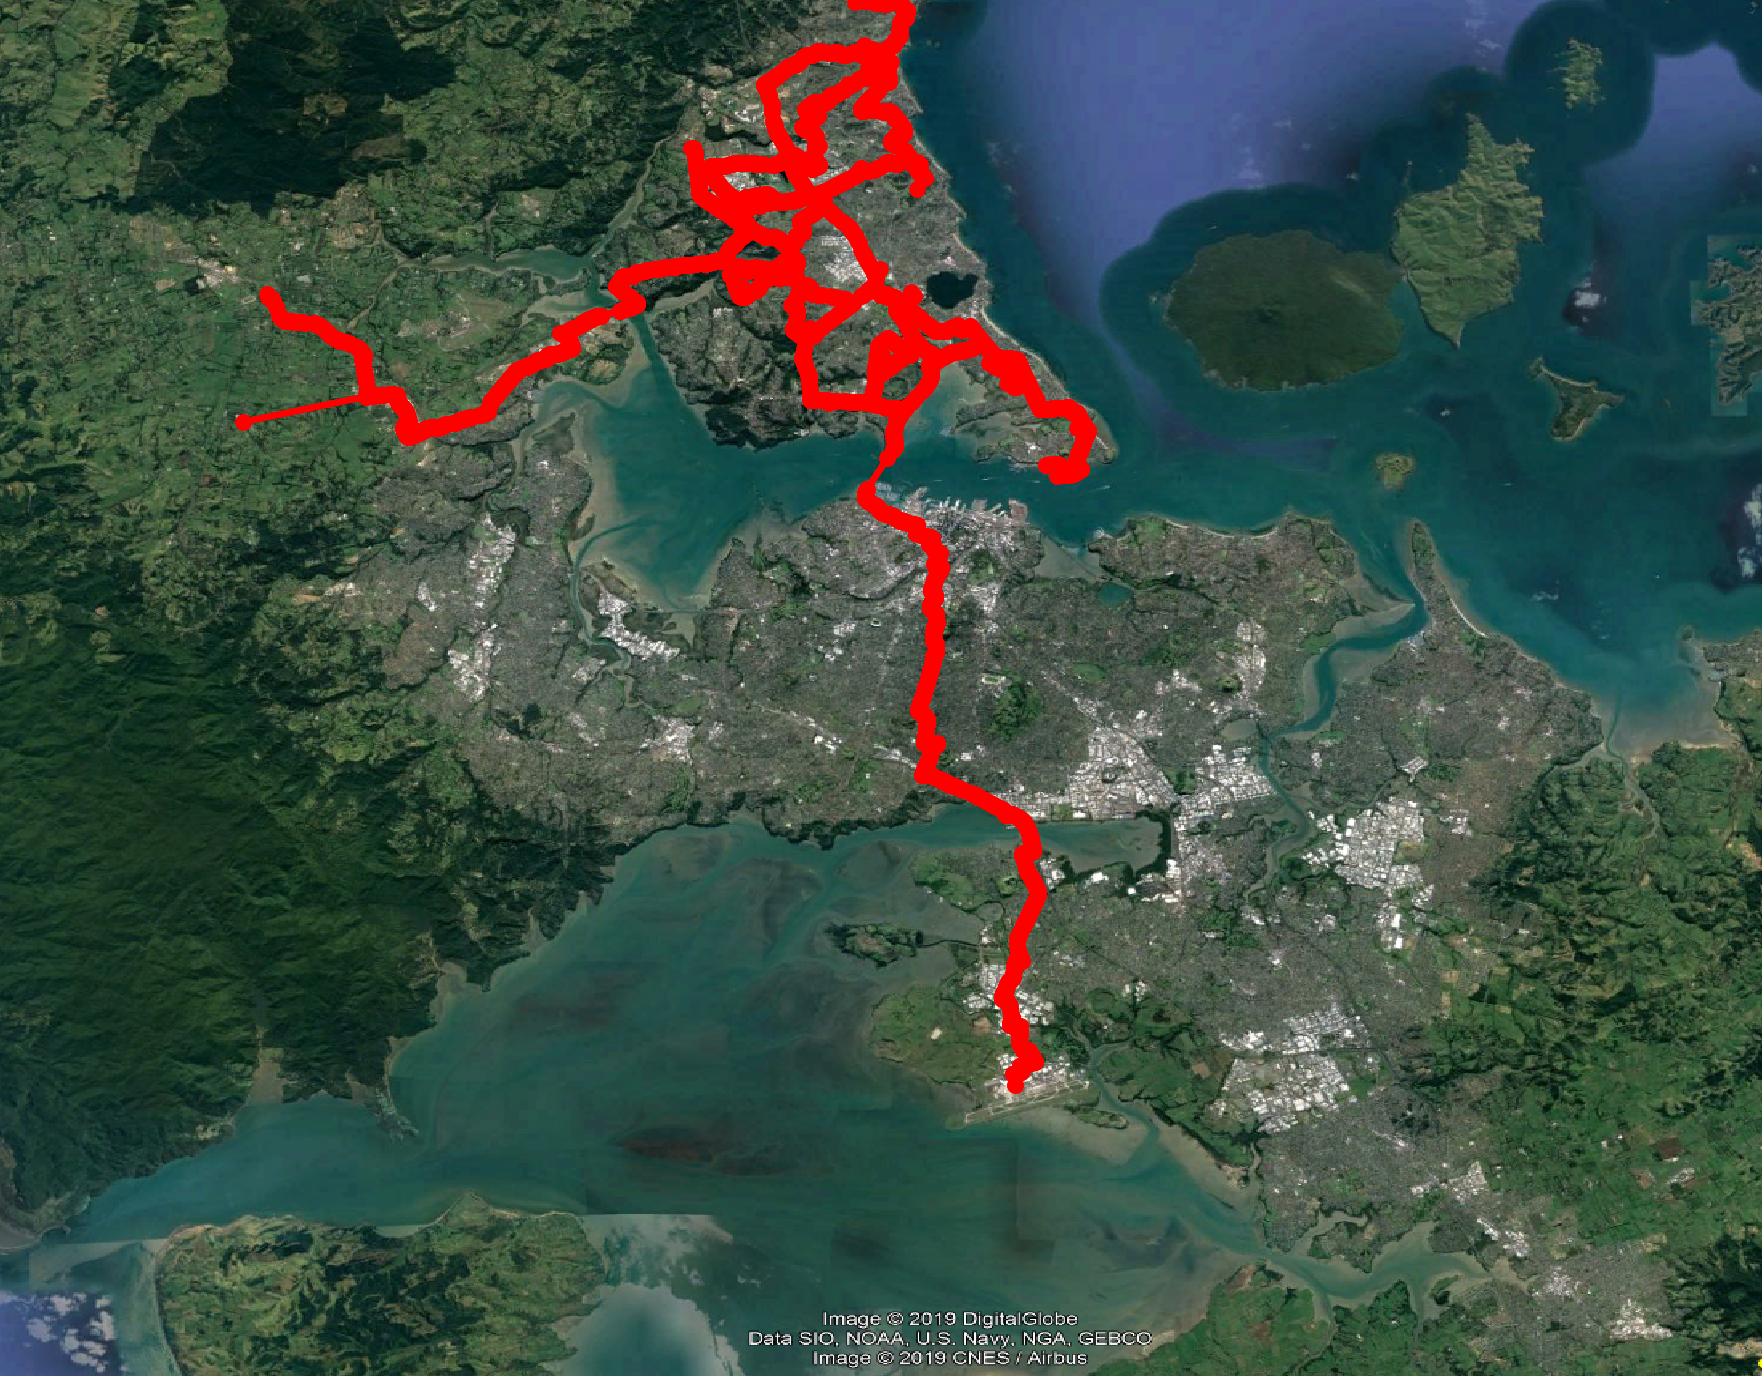 Image © 2019 DigitalGlobe
Data SIO, NOAA, U.S. Navy, NGA, GEBCO
Image © 2019 CNES / Airbus